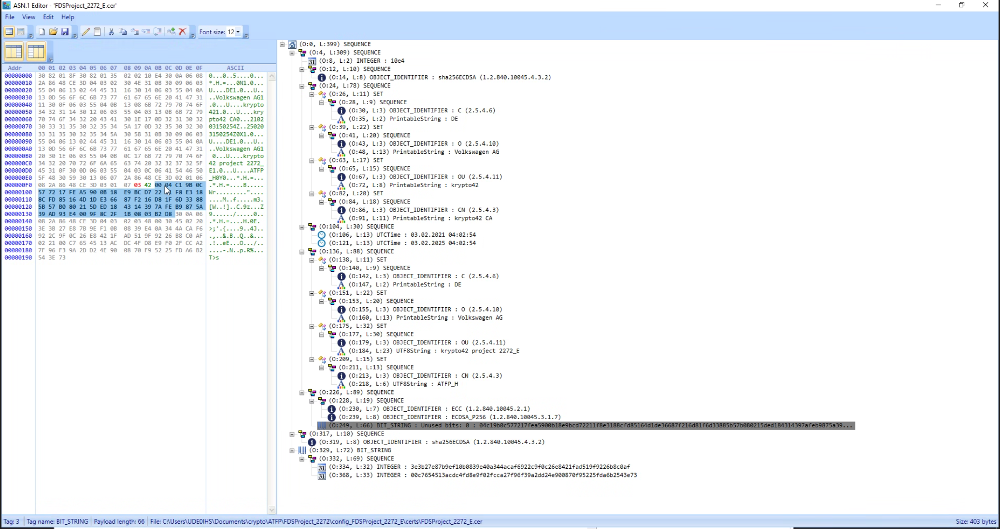 ASN.1 Editor - 'FDSProject_2272_E.cer'
File View Edit Help
Font size: 12
Addr 00 01 02 03 04 05 06 07 08 09 0A 0B 0C 0D 0E 0F ASCII
00000000 30 82 01 8F 30 82 01 35 02 02 10 E4 30 0A 06 08 0...0..5....0...
00000010 2A 86 48 CE 3D 04 03 02 30 4E 31 0B 30 09 06 03 *.H.=...0N1.0...
00000020 55 04 06 13 02 44 45 31 16 30 14 06 03 55 04 0A U....DE1.0...U..
00000030 13 0D 56 6F 6C 6B 73 77 61 67 65 6E 20 41 47 31 ..Volkswagen AG1
00000040 11 30 0F 06 03 55 04 0B 13 08 6B 72 79 70 74 6F .0...U....krypto
00000050 34 32 31 14 30 12 06 03 55 04 03 13 0B 6B 72 79 421.0...U....kry
00000060 70 74 6F 34 32 20 43 41 30 1E 17 0D 32 31 30 32 pto42 CA0...2102
00000070 30 33 31 35 30 32 35 34 5A 17 0D 32 35 30 32 30 03150254Z..25020
00000080 33 31 35 30 32 35 34 5A 30 58 31 0B 30 09 06 03 3150254Z0X1.0...
00000090 55 04 06 13 02 44 45 31 16 30 14 06 03 55 04 0A U....DE1.0...U..
000000A0 13 0D 56 6F 6C 6B 73 77 61 67 65 6E 20 41 47 31 ..Volkswagen AG1
000000B0 20 30 1E 06 03 55 04 0B 0C 17 6B 72 79 70 74 6F 0...U....krypto
000000C0 34 32 20 70 72 6F 6A 65 63 74 20 32 32 37 32 5F 42 project 2272_
000000D0 45 31 0F 30 0D 06 03 55 04 03 0C 06 41 54 46 50 E1.0...U....ATFP
000000E0 5F 48 30 59 30 13 06 07 2A 86 48 CE 3D 02 01 06 _H0Y0...*.H.=...
000000F0 08 2A 86 48 CE 3D 03 01 07 03 42 00 04 C1 9B 0C .*.H.=....B.....
00000100 57 72 17 FE A5 90 0B 18 E9 BC D7 22 F8 E3 18 Wr.........."....
00000110 8C FD 85 16 4D 1D E3 66 87 F2 16 D8 1F 6D 33 88 ....M..f.....m3.
00000120 5B 57 B0 80 21 5D ED 18 43 14 39 7A FE B9 87 5A [W..!]..C.9z...Z
00000130 39 AD 93 E4 00 9F 8C 2F 1B 08 03 B2 D8 30 0A 06 9....../.....0..
00000140 08 2A 86 48 CE 3D 04 03 02 03 48 00 30 45 02 20 .*.H.=....H.0E.
00000150 3E 3B 27 E8 7B 9E F1 0B 08 39 E4 0A 34 4A CA F6 >;'.{....9..4J..
00000160 92 2C 9F 0C 26 E8 42 1F AD 51 9F 92 26 B8 C0 AF .,..&.B..Q..&...
00000170 02 21 00 C7 65 45 13 AC DC 4F D8 E9 F0 2F CC A2 .!..eE...O.../..
00000180 7F 96 F3 9A 2D D2 4E 90 08 70 F9 52 25 FD A6 B2 ....-.N..p.R%...
00000190 54 3E 73 T>s
(O:0, L:399) SEQUENCE
(O:4, L:309) SEQUENCE
(O:8, L:2) INTEGER : 10e4
(O:12, L:10) SEQUENCE
(O:14, L:8) OBJECT_IDENTIFIER : sha256ECDSA (1.2.840.10045.4.3.2)
(O:24, L:78) SEQUENCE
(O:26, L:11) SET
(O:28, L:9) SEQUENCE
(O:30, L:3) OBJECT_IDENTIFIER : C (2.5.4.6)
(O:35, L:2) PrintableString : DE
(O:39, L:22) SET
(O:41, L:20) SEQUENCE
(O:43, L:3) OBJECT_IDENTIFIER : O (2.5.4.10)
(O:48, L:13) PrintableString : Volkswagen AG
(O:63, L:17) SET
(O:65, L:15) SEQUENCE
(O:67, L:3) OBJECT_IDENTIFIER : OU (2.5.4.11)
(O:72, L:8) PrintableString : krypto42
(O:82, L:20) SET
(O:84, L:18) SEQUENCE
(O:86, L:3) OBJECT_IDENTIFIER : CN (2.5.4.3)
(O:91, L:11) PrintableString : krypto42 CA
(O:104, L:30) SEQUENCE
(O:106, L:13) UTCTime : 03.02.2021 04:02:54
(O:121, L:13) UTCTime : 03.02.2025 04:02:54
(O:136, L:88) SEQUENCE
(O:138, L:11) SET
(O:140, L:9) SEQUENCE
(O:142, L:3) OBJECT_IDENTIFIER : C (2.5.4.6)
(O:147, L:2) PrintableString : DE
(O:151, L:22) SET
(O:153, L:20) SEQUENCE
(O:155, L:3) OBJECT_IDENTIFIER : O (2.5.4.10)
(O:160, L:13) PrintableString : Volkswagen AG
(O:175, L:32) SET
(O:177, L:30) SEQUENCE
(O:179, L:3) OBJECT_IDENTIFIER : OU (2.5.4.11)
(O:184, L:23) UTF8String : krypto42 project 2272_E
(O:209, L:15) SET
(O:211, L:13) SEQUENCE
(O:213, L:3) OBJECT_IDENTIFIER : CN (2.5.4.3)
(O:218, L:6) UTF8String : ATFP_H
(O:226, L:89) SEQUENCE
(O:228, L:19) SEQUENCE
(O:230, L:7) OBJECT_IDENTIFIER : ECC (1.2.840.10045.2.1)
(O:239, L:8) OBJECT_IDENTIFIER : ECDSA_P256 (1.2.840.10045.3.1.7)
(O:249, L:66) BIT_STRING : Unused bits: 0 : 04c19b0c577217fea5900b18e9bcd72211f8e3188cfd85164d1de36687f216d81f6d33885b57b080215ded184314397afeb9875a39...
(O:317, L:10) SEQUENCE
(O:319, L:8) OBJECT_IDENTIFIER : sha256ECDSA (1.2.840.10045.4.3.2)
(O:329, L:72) BIT_STRING
(O:332, L:69) SEQUENCE
(O:334, L:32) INTEGER : 3e3b27e87b9ef10b0839e40a344acaf6922c9f0c26e8421fad519f9226b8c0af
(O:368, L:33) INTEGER : 00c7654513acdc4fd8e9f02fcca27f96f39a2dd24e900870f95225fda6b2543e73
Tag: 3 Tag name: BIT_STRING Payload length: 66 File: C:\Users\UDE0IHS\Documents\crypto\ATFP\FDSProject_2272\config_FDSProject_2272_E\certs\FDSProject_2272_E.cer Size: 403 bytes